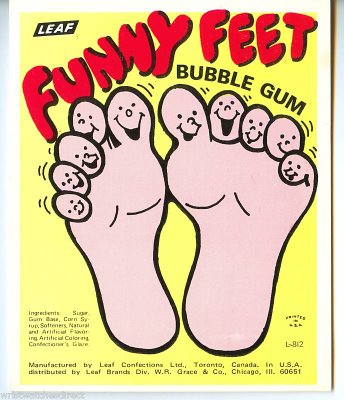 LEAF
FUNNY FEET
BUBBLE GUM
Ingredients: Sugar,
Gum Base, Corn Sy-
rup, Softeners, Natural
and Artificial Flavor-
ing, Artificial Coloring,
Confectioner's Glaze.
PRINTED
IN
U.S.A.
L-812
Manufactured by Leaf Confections Ltd., Toronto, Canada. In U.S.A.
distributed by Leaf Brands Div. W.R. Grace & Co., Chicago, Ill. 60651
wristwatchesdirect